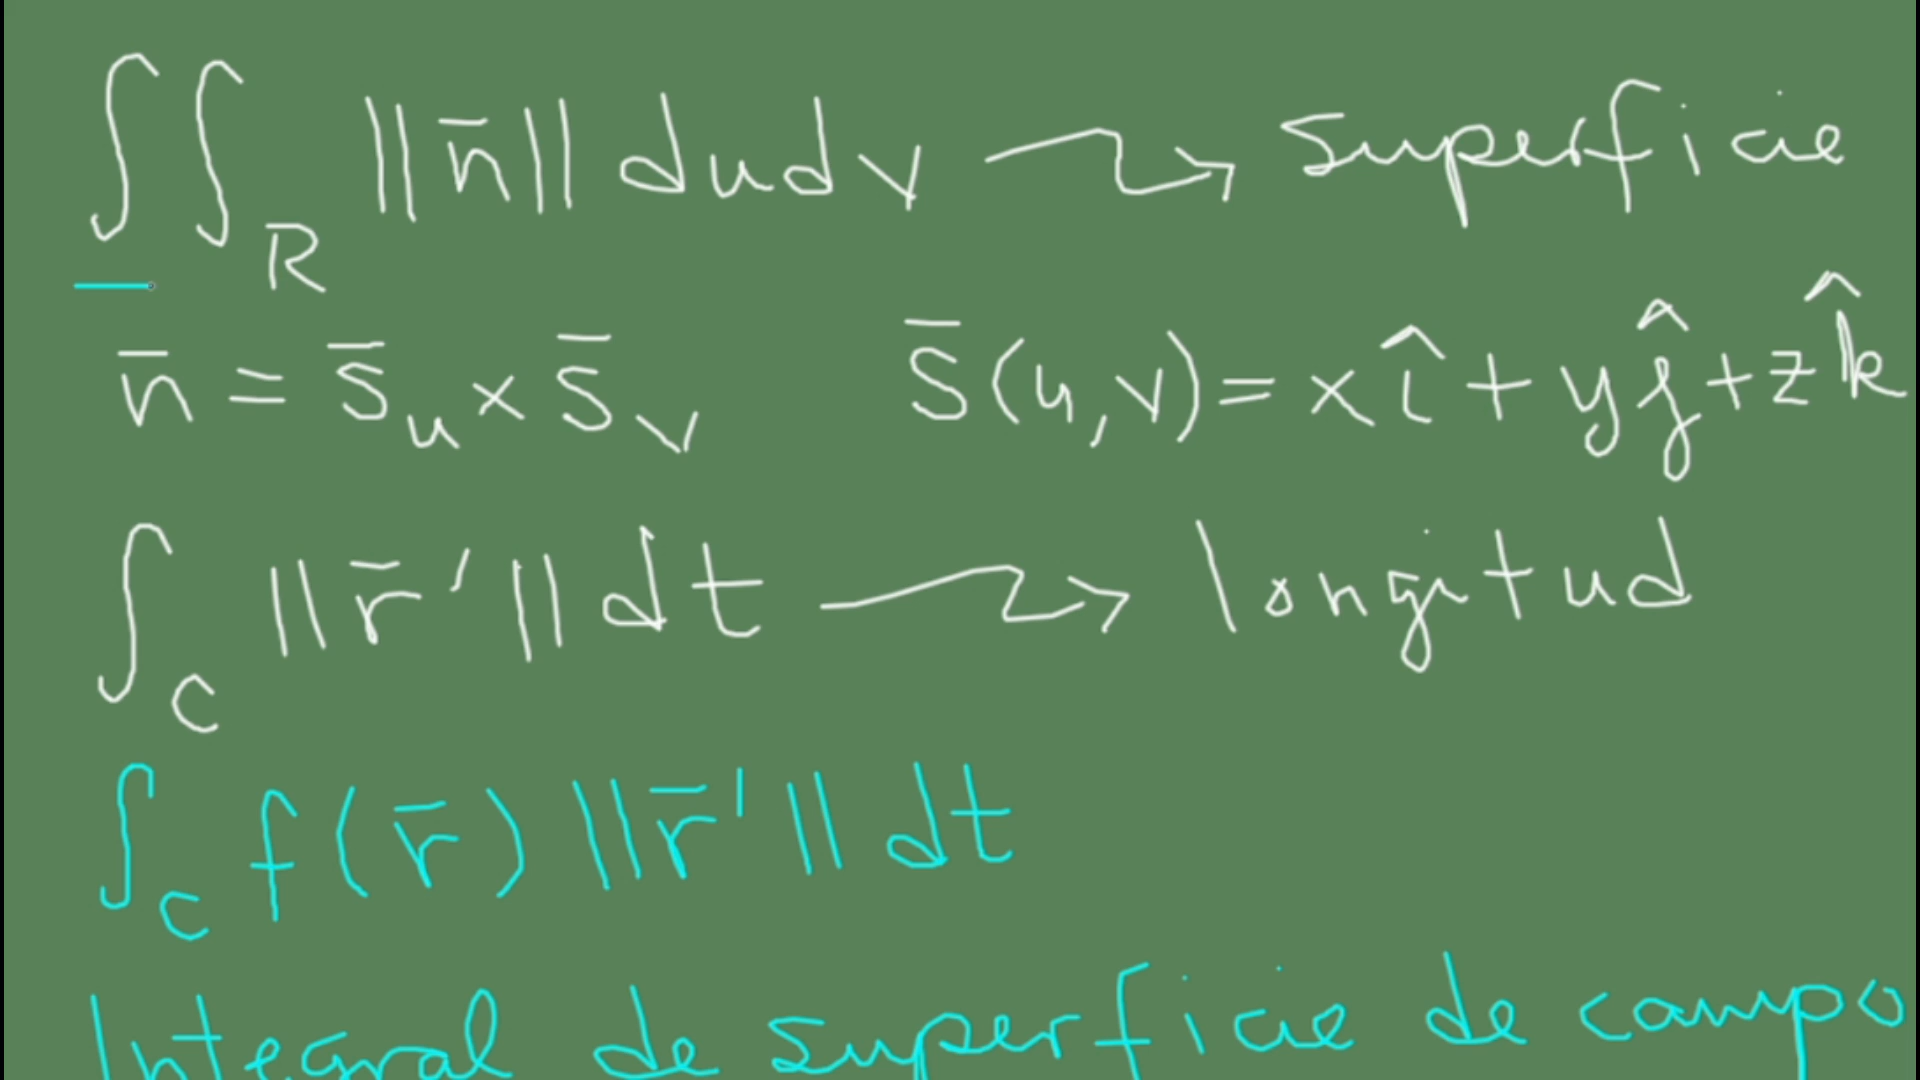 ∫∫_R ‖n̄‖ du dv ⇝ superficie
n̄ = s̄_u × s̄_v    s̄(u,v) = x î + y ĵ + z k̂
∫_C ‖r̄'‖ dt ⇝ longitud
∫_C f(r̄) ‖r̄'‖ dt
Integral de superficie de campo